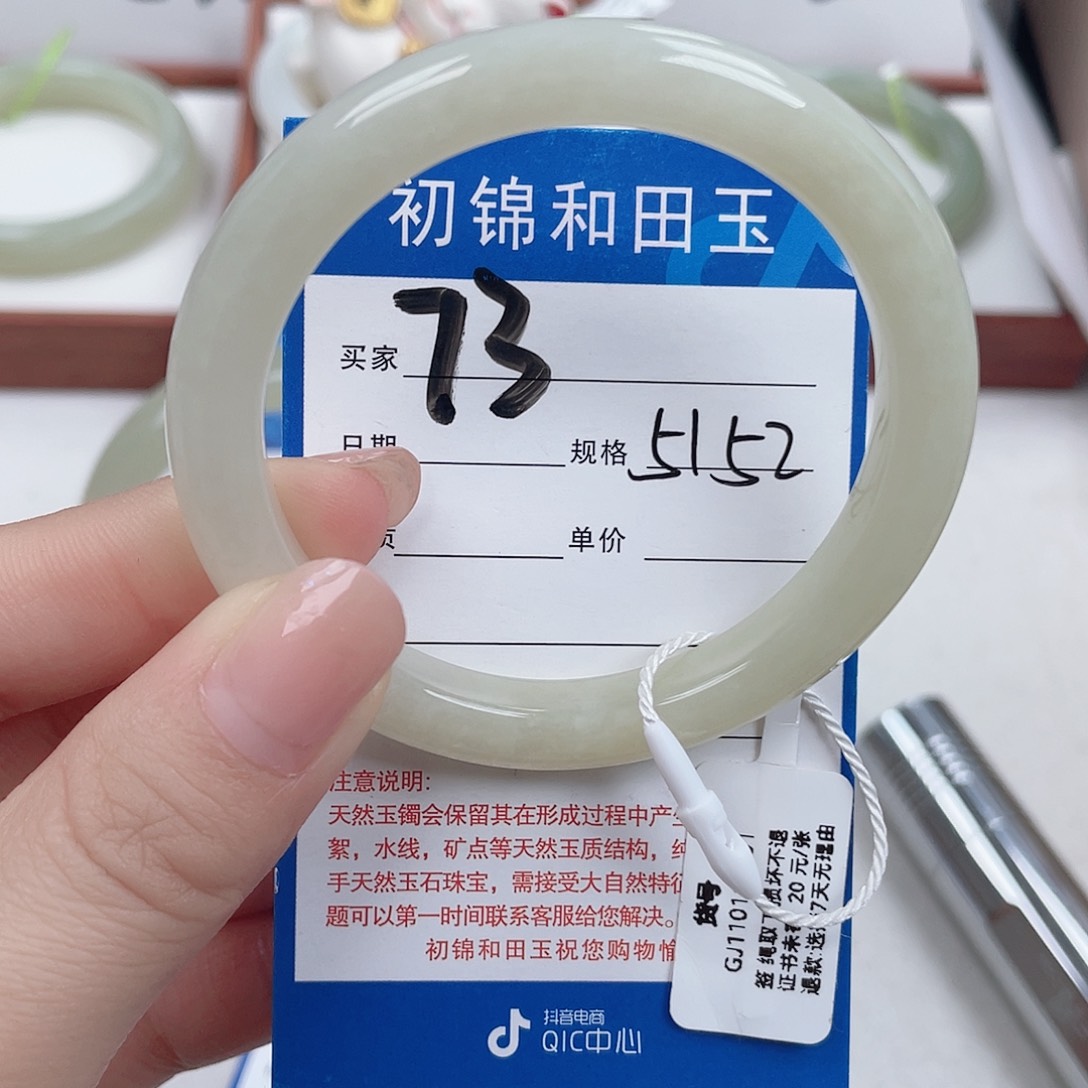 初锦和田玉
买家 73
日期 规格 5152
单价
注意说明:
天然玉镯会保留其在形成过程中产
絮，水线，矿点等天然玉质结构，
手天然玉石珠宝，需接受大自然特征
题可以第一时间联系客服给您解决。
初锦和田玉祝您购物愉
抖音电商
QIC中心
货号
GJ1101
签 绳取 损坏不退
证书未 20元/张
退款:选 7天无理由